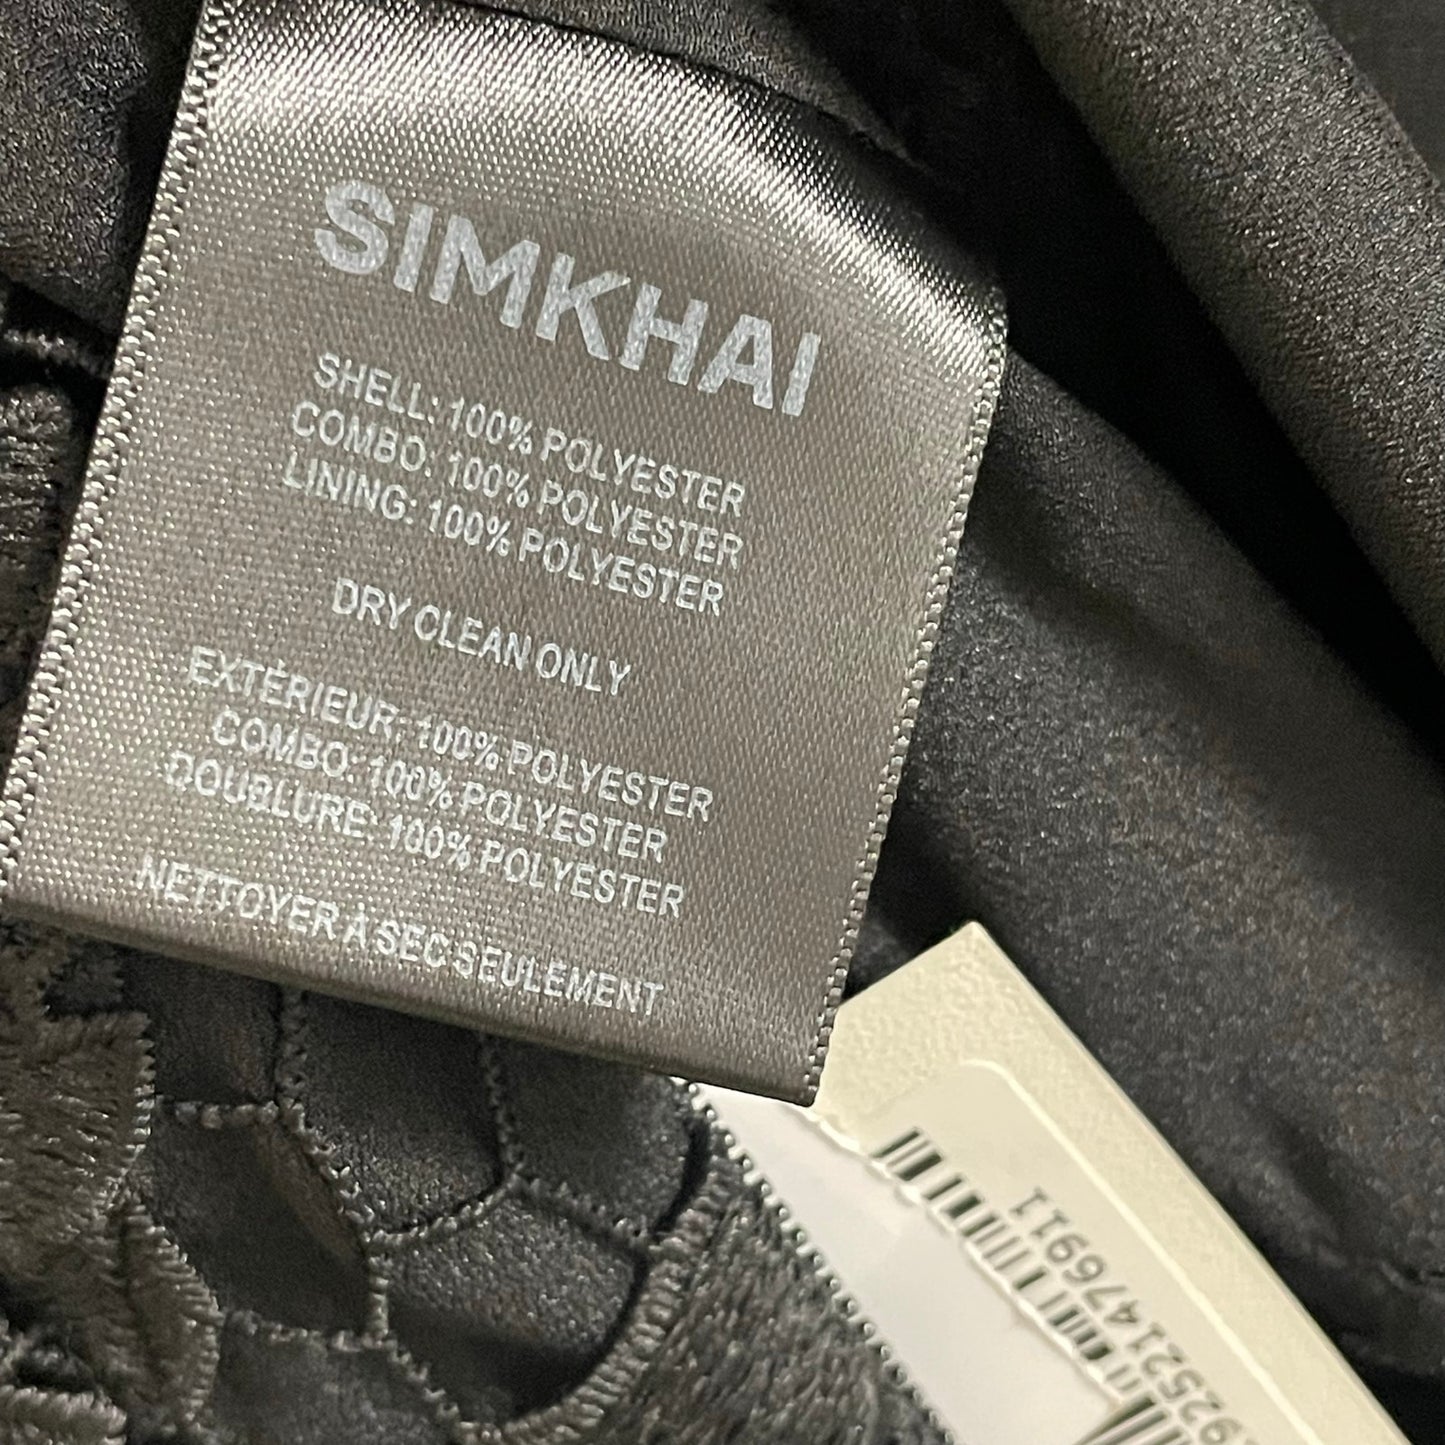 SIMKHAI
SHELL: 100% POLYESTER
COMBO: 100% POLYESTER
LINING: 100% POLYESTER
DRY CLEAN ONLY
EXTÉRIEUR: 100% POLYESTER
COMBO: 100% POLYESTER
DOUBLURE: 100% POLYESTER
NETTOYER À SEC SEULEMENT